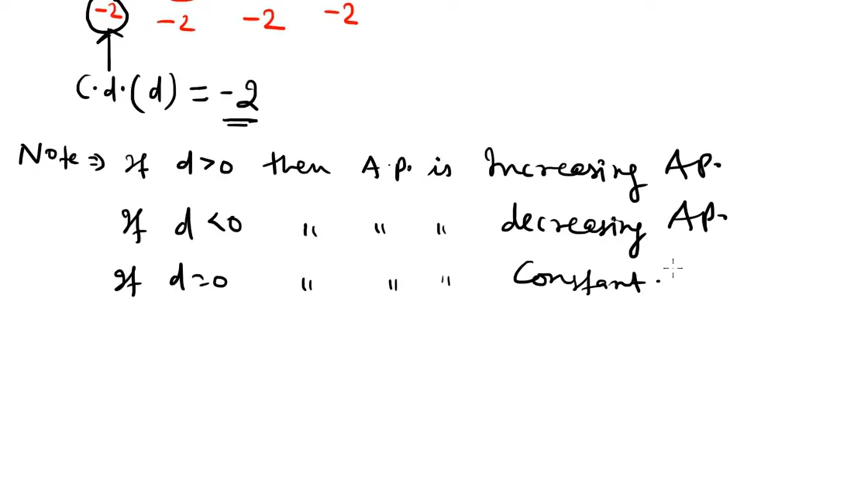 -2 -2 -2 -2
C.d.(d) = -2
Note ⇒ If d>0 then A.P. is Increasing AP.
If d<0 " " " decreasing AP.
If d=0 " " " Constant.